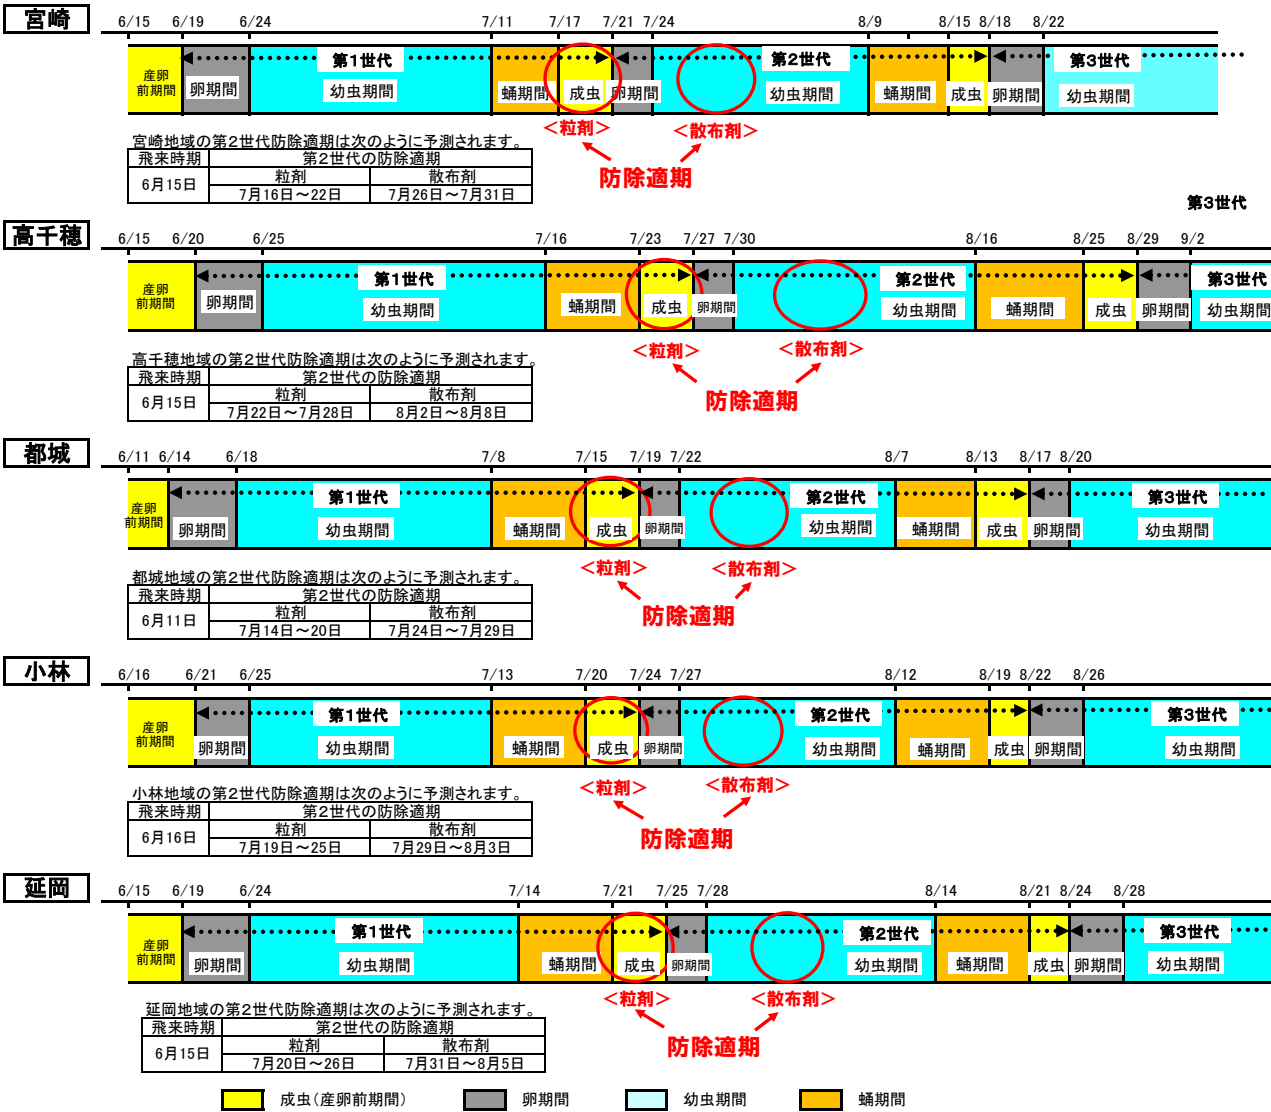 宮崎
6/15 6/19 6/24 7/11 7/17 7/21 7/24 8/9 8/15 8/18 8/22
第1世代 第2世代 第3世代
産卵
前期間
卵期間 幼虫期間 蛹期間 成虫 卵期間 幼虫期間 蛹期間 成虫 卵期間 幼虫期間
<粒剤> <散布剤>
防除適期
宮崎地域の第2世代防除適期は次のように予測されます。
飛来時期 第2世代の防除適期
6月15日 粒剤 散布剤
7月16日～22日 7月26日～7月31日
第3世代
高千穂
6/15 6/20 6/25 7/16 7/23 7/27 7/30 8/16 8/25 8/29 9/2
第1世代 第2世代 第3世代
産卵
前期間
卵期間 幼虫期間 蛹期間 成虫 卵期間 幼虫期間 蛹期間 成虫 卵期間 幼虫期間
<粒剤> <散布剤>
防除適期
高千穂地域の第2世代防除適期は次のように予測されます。
飛来時期 第2世代の防除適期
6月15日 粒剤 散布剤
7月22日～7月28日 8月2日～8月8日
都城
6/11 6/14 6/18 7/8 7/15 7/19 7/22 8/7 8/13 8/17 8/20
第1世代 第2世代 第3世代
産卵
前期間
卵期間 幼虫期間 蛹期間 成虫 卵期間 幼虫期間 蛹期間 成虫 卵期間 幼虫期間
<粒剤> <散布剤>
防除適期
都城地域の第2世代防除適期は次のように予測されます。
飛来時期 第2世代の防除適期
6月11日 粒剤 散布剤
7月14日～20日 7月24日～7月29日
小林
6/16 6/21 6/25 7/13 7/20 7/24 7/27 8/12 8/19 8/22 8/26
第1世代 第2世代 第3世代
産卵
前期間
卵期間 幼虫期間 蛹期間 成虫 卵期間 幼虫期間 蛹期間 成虫 卵期間 幼虫期間
<粒剤> <散布剤>
防除適期
小林地域の第2世代防除適期は次のように予測されます。
飛来時期 第2世代の防除適期
6月16日 粒剤 散布剤
7月19日～25日 7月29日～8月3日
延岡
6/15 6/19 6/24 7/14 7/21 7/25 7/28 8/14 8/21 8/24 8/28
第1世代 第2世代 第3世代
産卵
前期間
卵期間 幼虫期間 蛹期間 成虫 卵期間 幼虫期間 蛹期間 成虫 卵期間 幼虫期間
<粒剤> <散布剤>
防除適期
延岡地域の第2世代防除適期は次のように予測されます。
飛来時期 第2世代の防除適期
6月15日 粒剤 散布剤
7月20日～26日 7月31日～8月5日
成虫(産卵前期間) 卵期間 幼虫期間 蛹期間